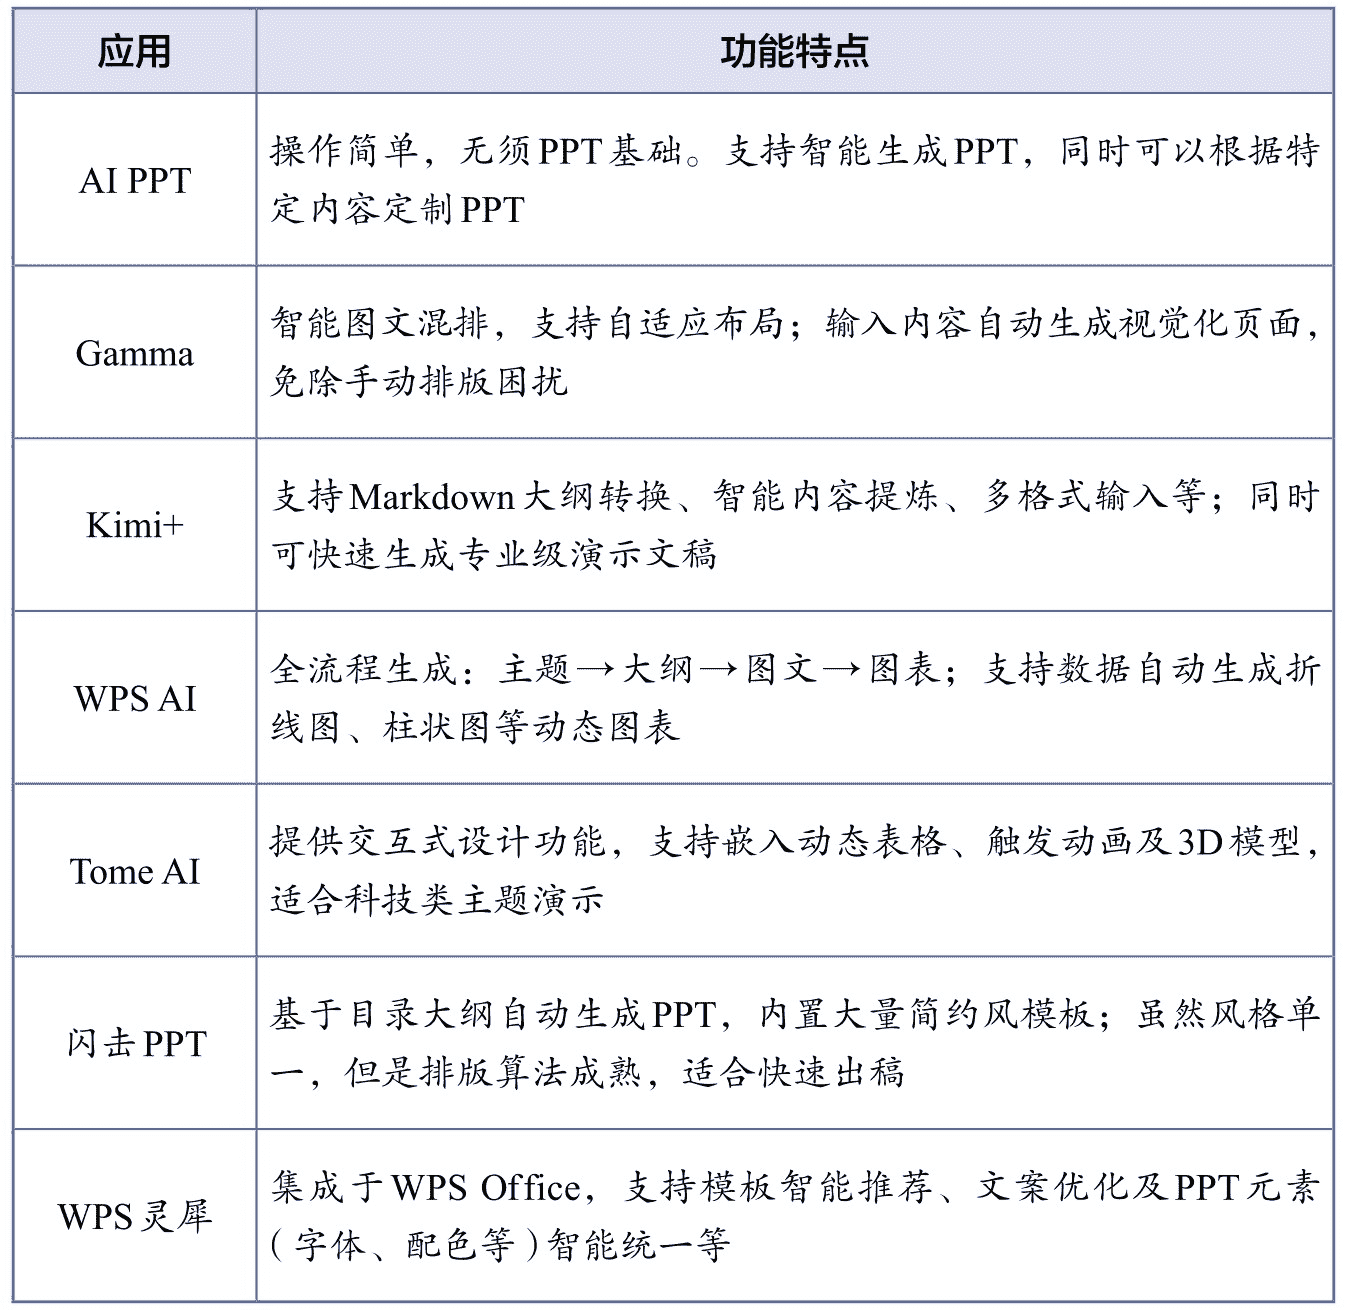 应用
功能特点
AI PPT
操作简单，无须PPT基础。支持智能生成PPT，同时可以根据特
定内容定制PPT
Gamma
智能图文混排，支持自适应布局；输入内容自动生成视觉化页面，
免除手动排版困扰
Kimi+
支持Markdown大纲转换、智能内容提炼、多格式输入等；同时
可快速生成专业级演示文稿
WPS AI
全流程生成：主题→大纲→图文→图表；支持数据自动生成折
线图、柱状图等动态图表
Tome AI
提供交互式设计功能，支持嵌入动态表格、触发动画及3D模型，
适合科技类主题演示
闪击PPT
基于目录大纲自动生成PPT，内置大量简约风模板；虽然风格单
一，但是排版算法成熟，适合快速出稿
WPS灵犀
集成于WPS Office，支持模板智能推荐、文案优化及PPT元素
（字体、配色等）智能统一等